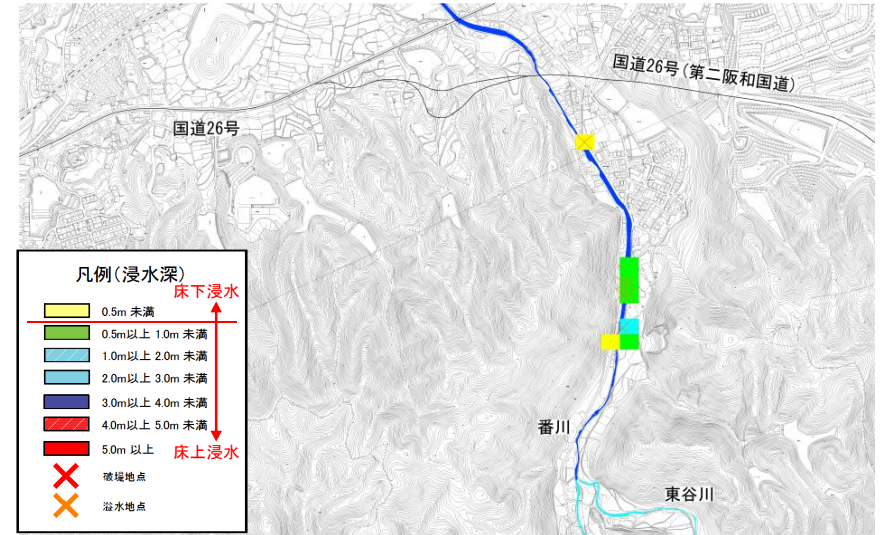 国道26号(第二阪和国道)
国道26号
凡例(浸水深)
床下浸水
0.5m 未満
0.5m以上 1.0m 未満
1.0m以上 2.0m 未満
2.0m以上 3.0m 未満
3.0m以上 4.0m 未満
4.0m以上 5.0m 未満
5.0m 以上
床上浸水
破堤地点
溢水地点
番川
東谷川